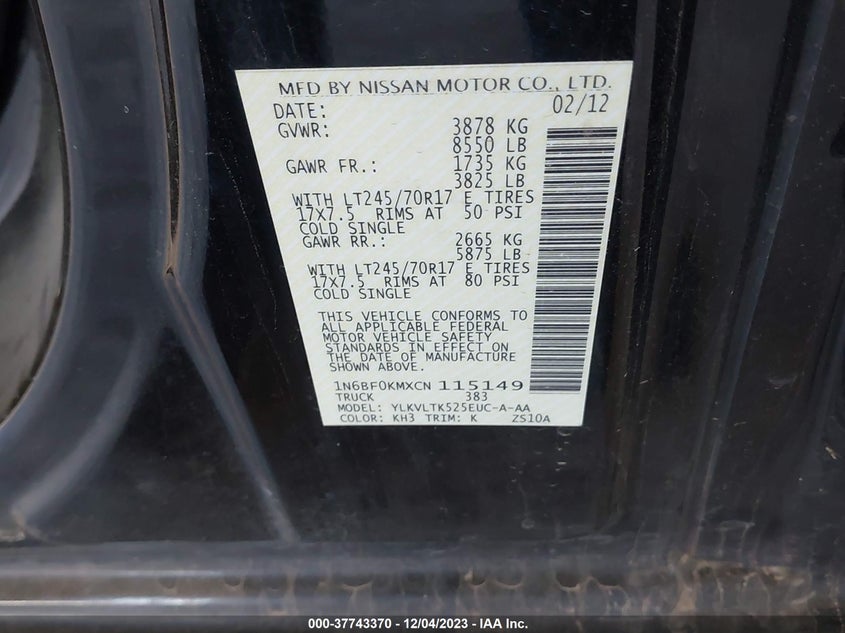 MFD BY NISSAN MOTOR CO., LTD.
DATE: 02/12
GVWR: 3878 KG
8550 LB
GAWR FR.: 1735 KG
3825 LB
WITH LT245/70R17 E TIRES
17X7.5 RIMS AT 50 PSI
COLD SINGLE
GAWR RR.: 2665 KG
5875 LB
WITH LT245/70R17 E TIRES
17X7.5 RIMS AT 80 PSI
COLD SINGLE
THIS VEHICLE CONFORMS TO
ALL APPLICABLE FEDERAL
MOTOR VEHICLE SAFETY
STANDARDS IN EFFECT ON
THE DATE OF MANUFACTURE
SHOWN ABOVE.
1N6BF0KMXCN 115149
TRUCK 383
MODEL: YLKVLTK525EUC-A-AA
COLOR: KH3 TRIM: K ZS10A
000-37743370 - 12/04/2023 - IAA Inc.